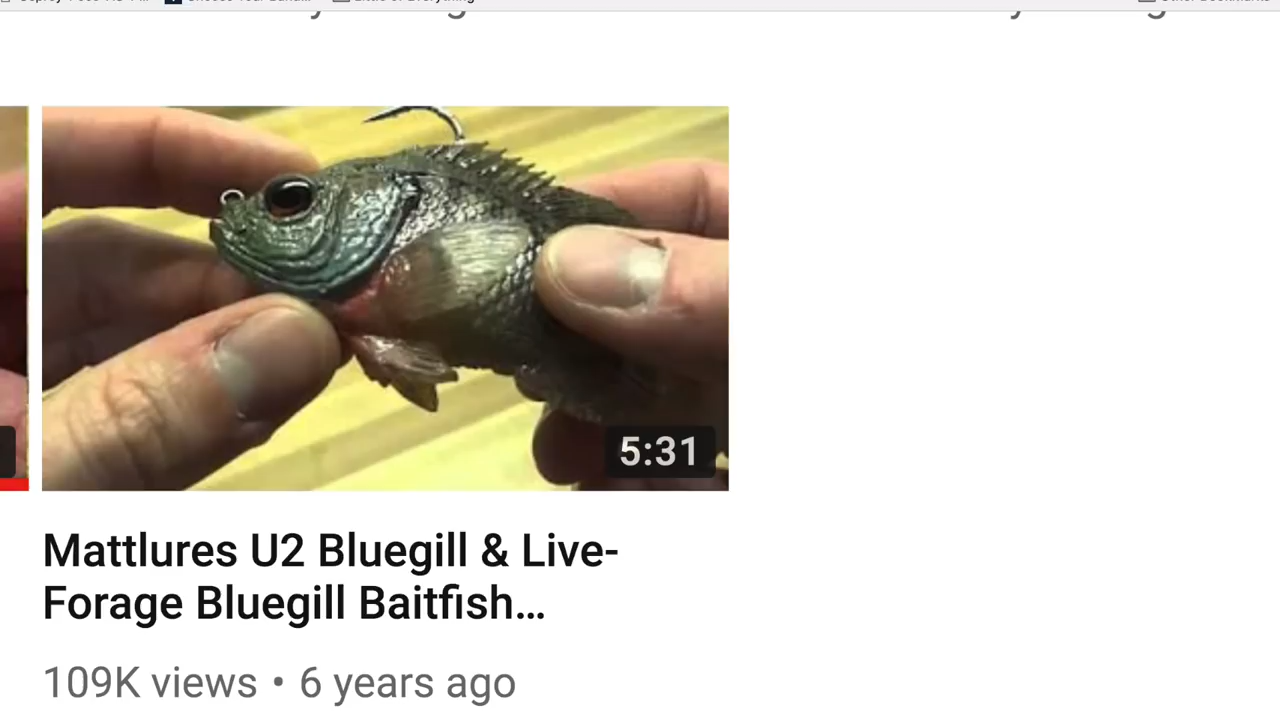 5:31
Mattlures U2 Bluegill & Live-
Forage Bluegill Baitfish...
109K views • 6 years ago